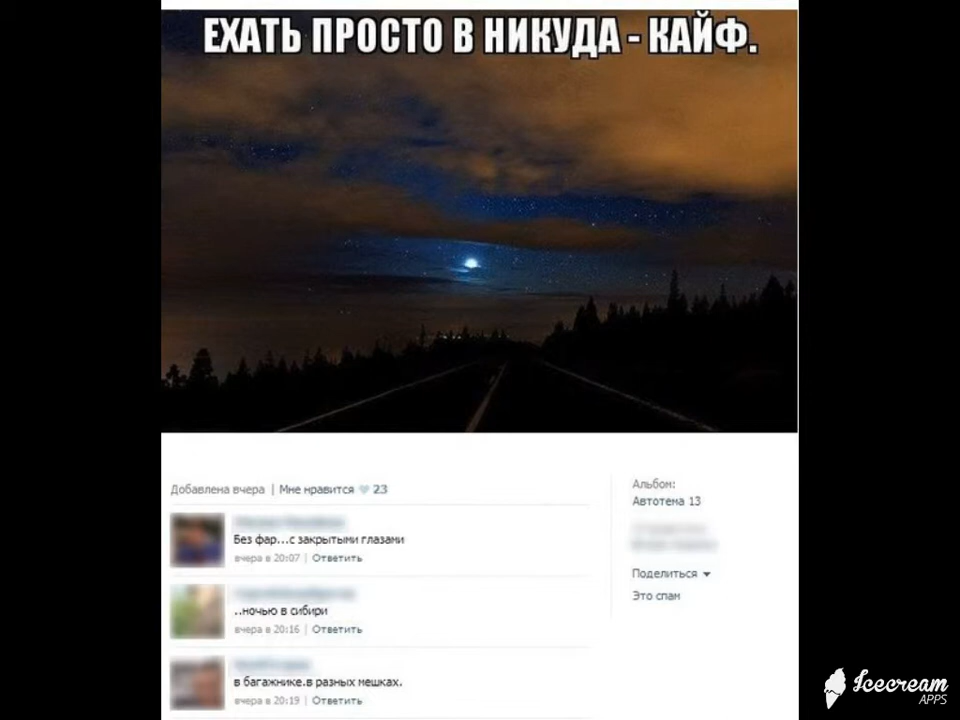 ЕХАТЬ ПРОСТО В НИКУДА - КАЙФ.
Добавлена вчера | Мне нравится 23
Без фар...с закрытыми глазами
вчера в 20:07 | Ответить
..ночью в сибири
вчера в 20:16 | Ответить
в багажнике.в разных мешках.
вчера в 20:19 | Ответить
Альбом:
Автотема 13
Поделиться
Это спам
Icecream
APPS